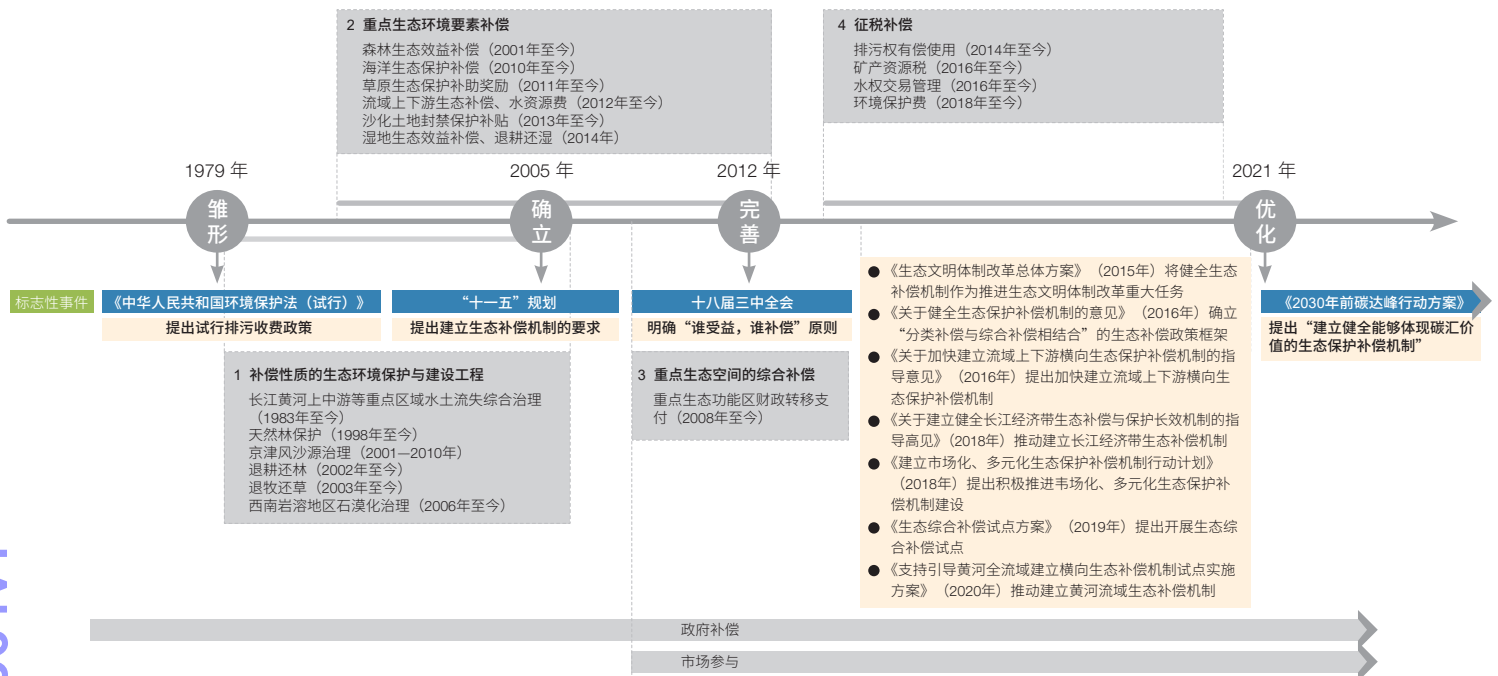 2 重点生态环境要素补偿
森林生态效益补偿（2001年至今）
海洋生态保护补偿（2010年至今）
草原生态保护补助奖励（2011年至今）
流域上下游生态补偿、水资源费（2012年至今）
沙化土地封禁保护补贴（2013年至今）
湿地生态效益补偿、退耕还湿（2014年）
4 征税补偿
排污权有偿使用（2014年至今）
矿产资源税（2016年至今）
水权交易管理（2016年至今）
环境保护费（2018年至今）
1979 年
2005 年
2012 年
2021 年
雏形
确立
完善
优化
标志性事件
《中华人民共和国环境保护法（试行）》
提出试行排污收费政策
“十一五”规划
提出建立生态补偿机制的要求
十八届三中全会
明确“谁受益，谁补偿”原则
《2030年前碳达峰行动方案》
提出“建立健全能够体现碳汇价
值的生态保护补偿机制”
1 补偿性质的生态环境保护与建设工程
长江黄河上中游等重点区域水土流失综合治理
（1983年至今）
天然林保护（1998年至今）
京津风沙源治理（2001—2010年）
退耕还林（2002年至今）
退牧还草（2003年至今）
西南岩溶地区石漠化治理（2006年至今）
3 重点生态空间的综合补偿
重点生态功能区财政转移支
付（2008年至今）
● 《生态文明体制改革总体方案》（2015年）将健全生态
补偿机制作为推进生态文明体制改革重大任务
● 《关于健全生态保护补偿机制的意见》（2016年）确立
“分类补偿与综合补偿相结合”的生态补偿政策框架
● 《关于加快建立流域上下游横向生态保护补偿机制的指
导意见》（2016年）提出加快建立流域上下游横向生
态保护补偿机制
● 《关于建立健全长江经济带生态补偿与保护长效机制的指
导高见》（2018年）推动建立长江经济带生态补偿机制
● 《建立市场化、多元化生态保护补偿机制行动计划》
（2018年）提出积极推进韦场化、多元化生态保护补
偿机制建设
● 《生态综合补偿试点方案》（2019年）提出开展生态综
合补偿试点
● 《支持引导黄河全流域建立横向生态补偿机制试点实施
方案》（2020年）推动建立黄河流域生态补偿机制
政府补偿
市场参与